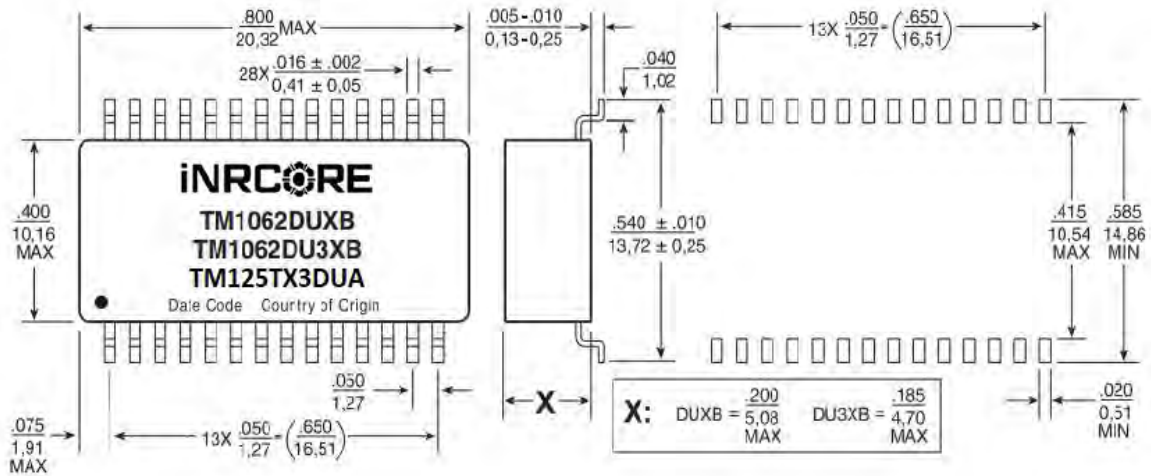 .800
20,32 MAX
28X .016 ± .002
0,41 ± 0,05
.005-.010
0,13-0,25
.040
1,02
13X .050
1,27 = (.650
16,51)
.400
10,16
MAX
iNRCORE
TM1062DUXB
TM1062DU3XB
TM125TX3DUA
Date Code Country of Origin
.540 ± .010
13,72 ± 0,25
.415
10,54
MAX
.585
14,86
MIN
.050
1,27
.075
1,91
MAX
13X .050
1,27 = (.650
16,51)
X
X: DUXB = .200
5,08
MAX
DU3XB = .185
4,70
MAX
.020
0,51
MIN